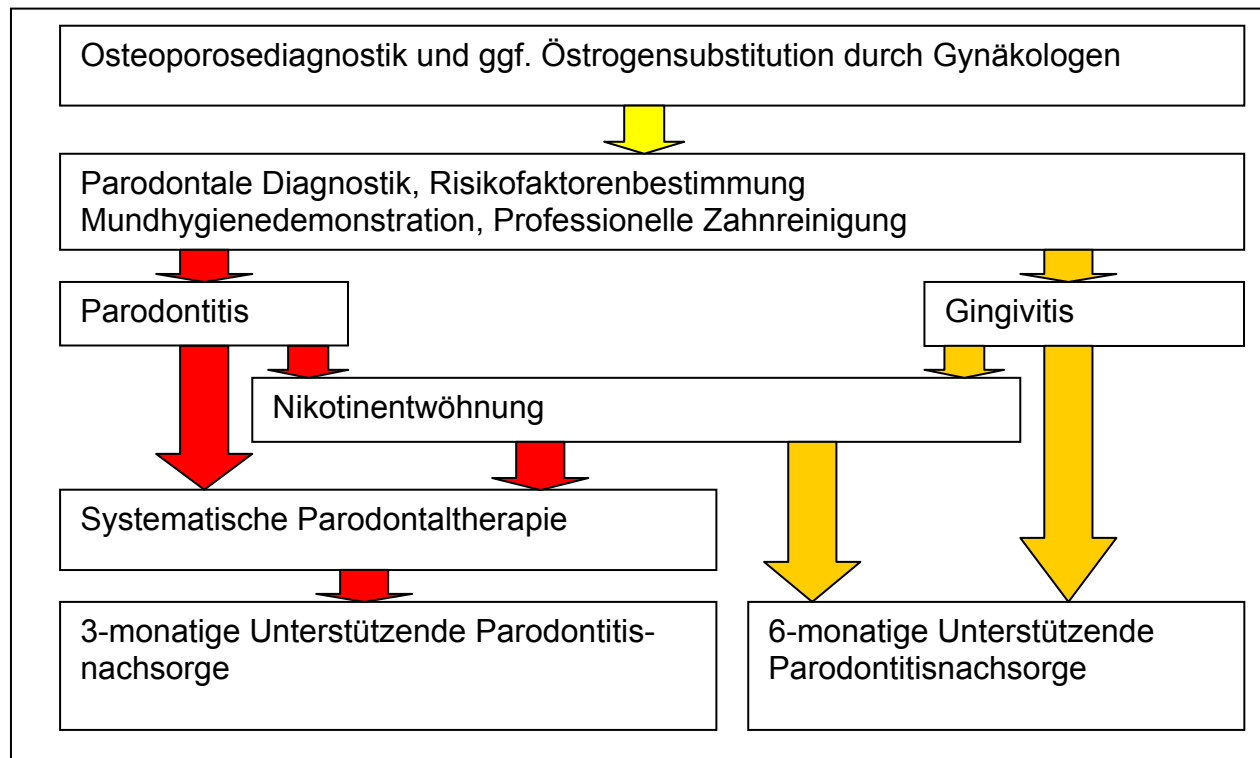 Osteoporosediagnostik und ggf. Östrogensubstitution durch Gynäkologen
Parodontale Diagnostik, Risikofaktorenbestimmung
Mundhygienedemonstration, Professionelle Zahnreinigung
Parodontitis
Gingivitis
Nikotinentwöhnung
Systematische Parodontaltherapie
3-monatige Unterstützende Parodontitis-
nachsorge
6-monatige Unterstützende
Parodontitisnachsorge